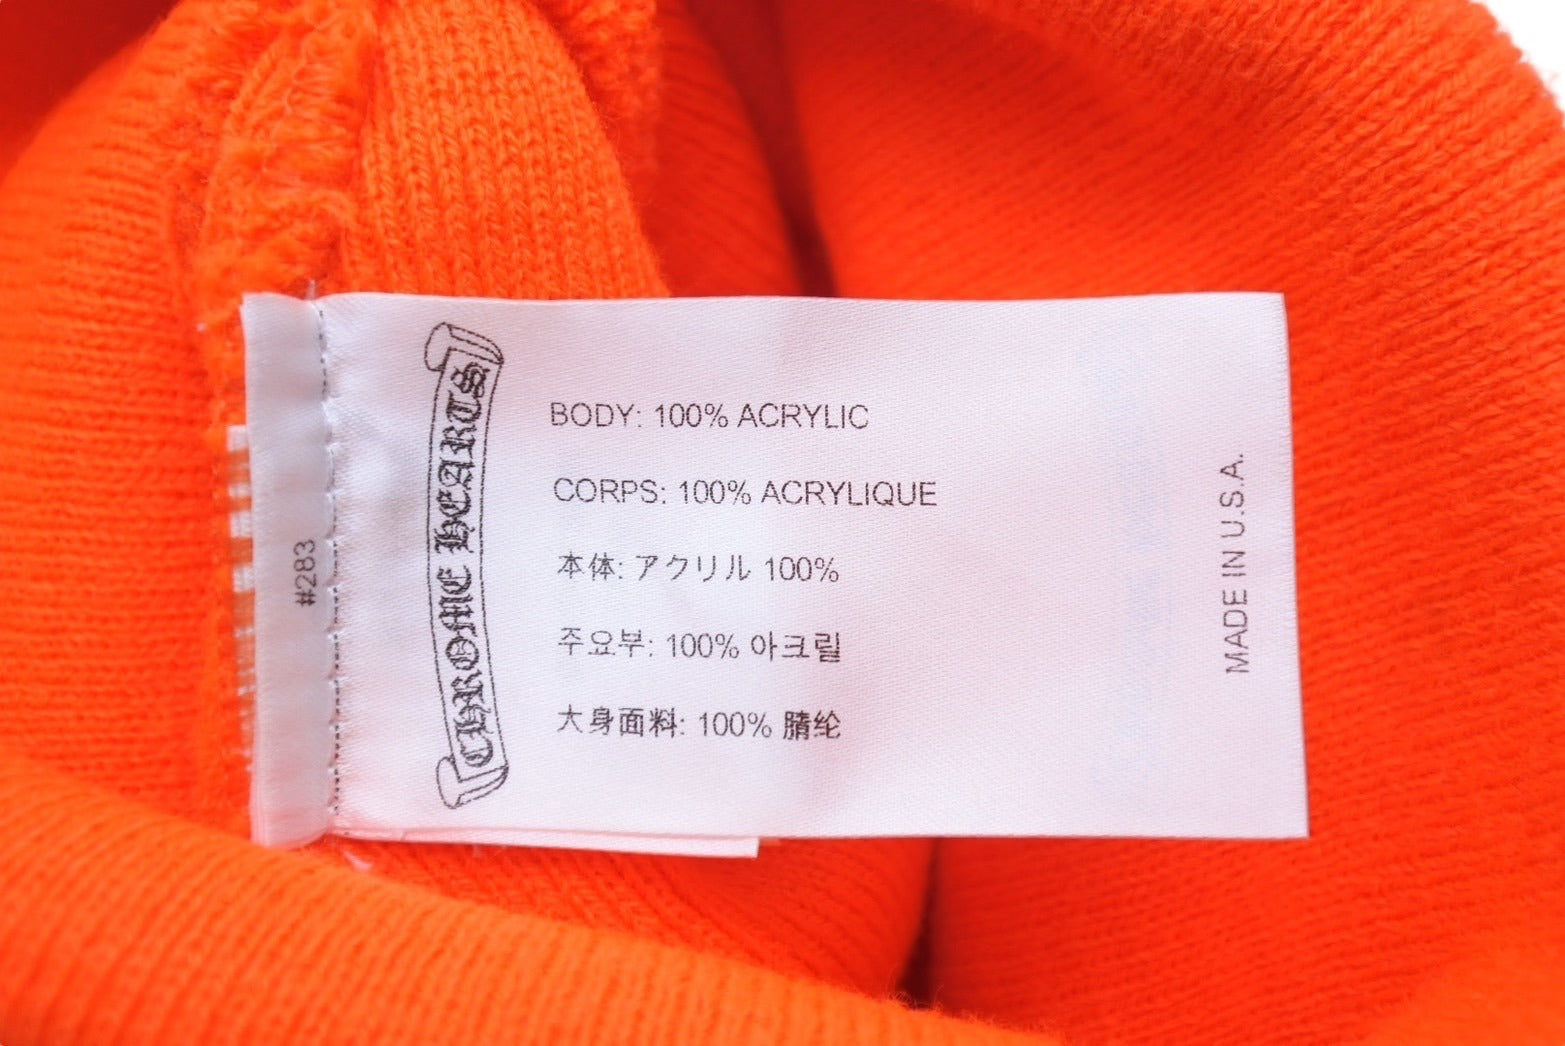 CHROME HEARTS
BODY: 100% ACRYLIC
CORPS: 100% ACRYLIQUE
本体: アクリル 100%
주요부: 100% 아크릴
大身面料: 100% 腈纶
#283
MADE IN U.S.A.